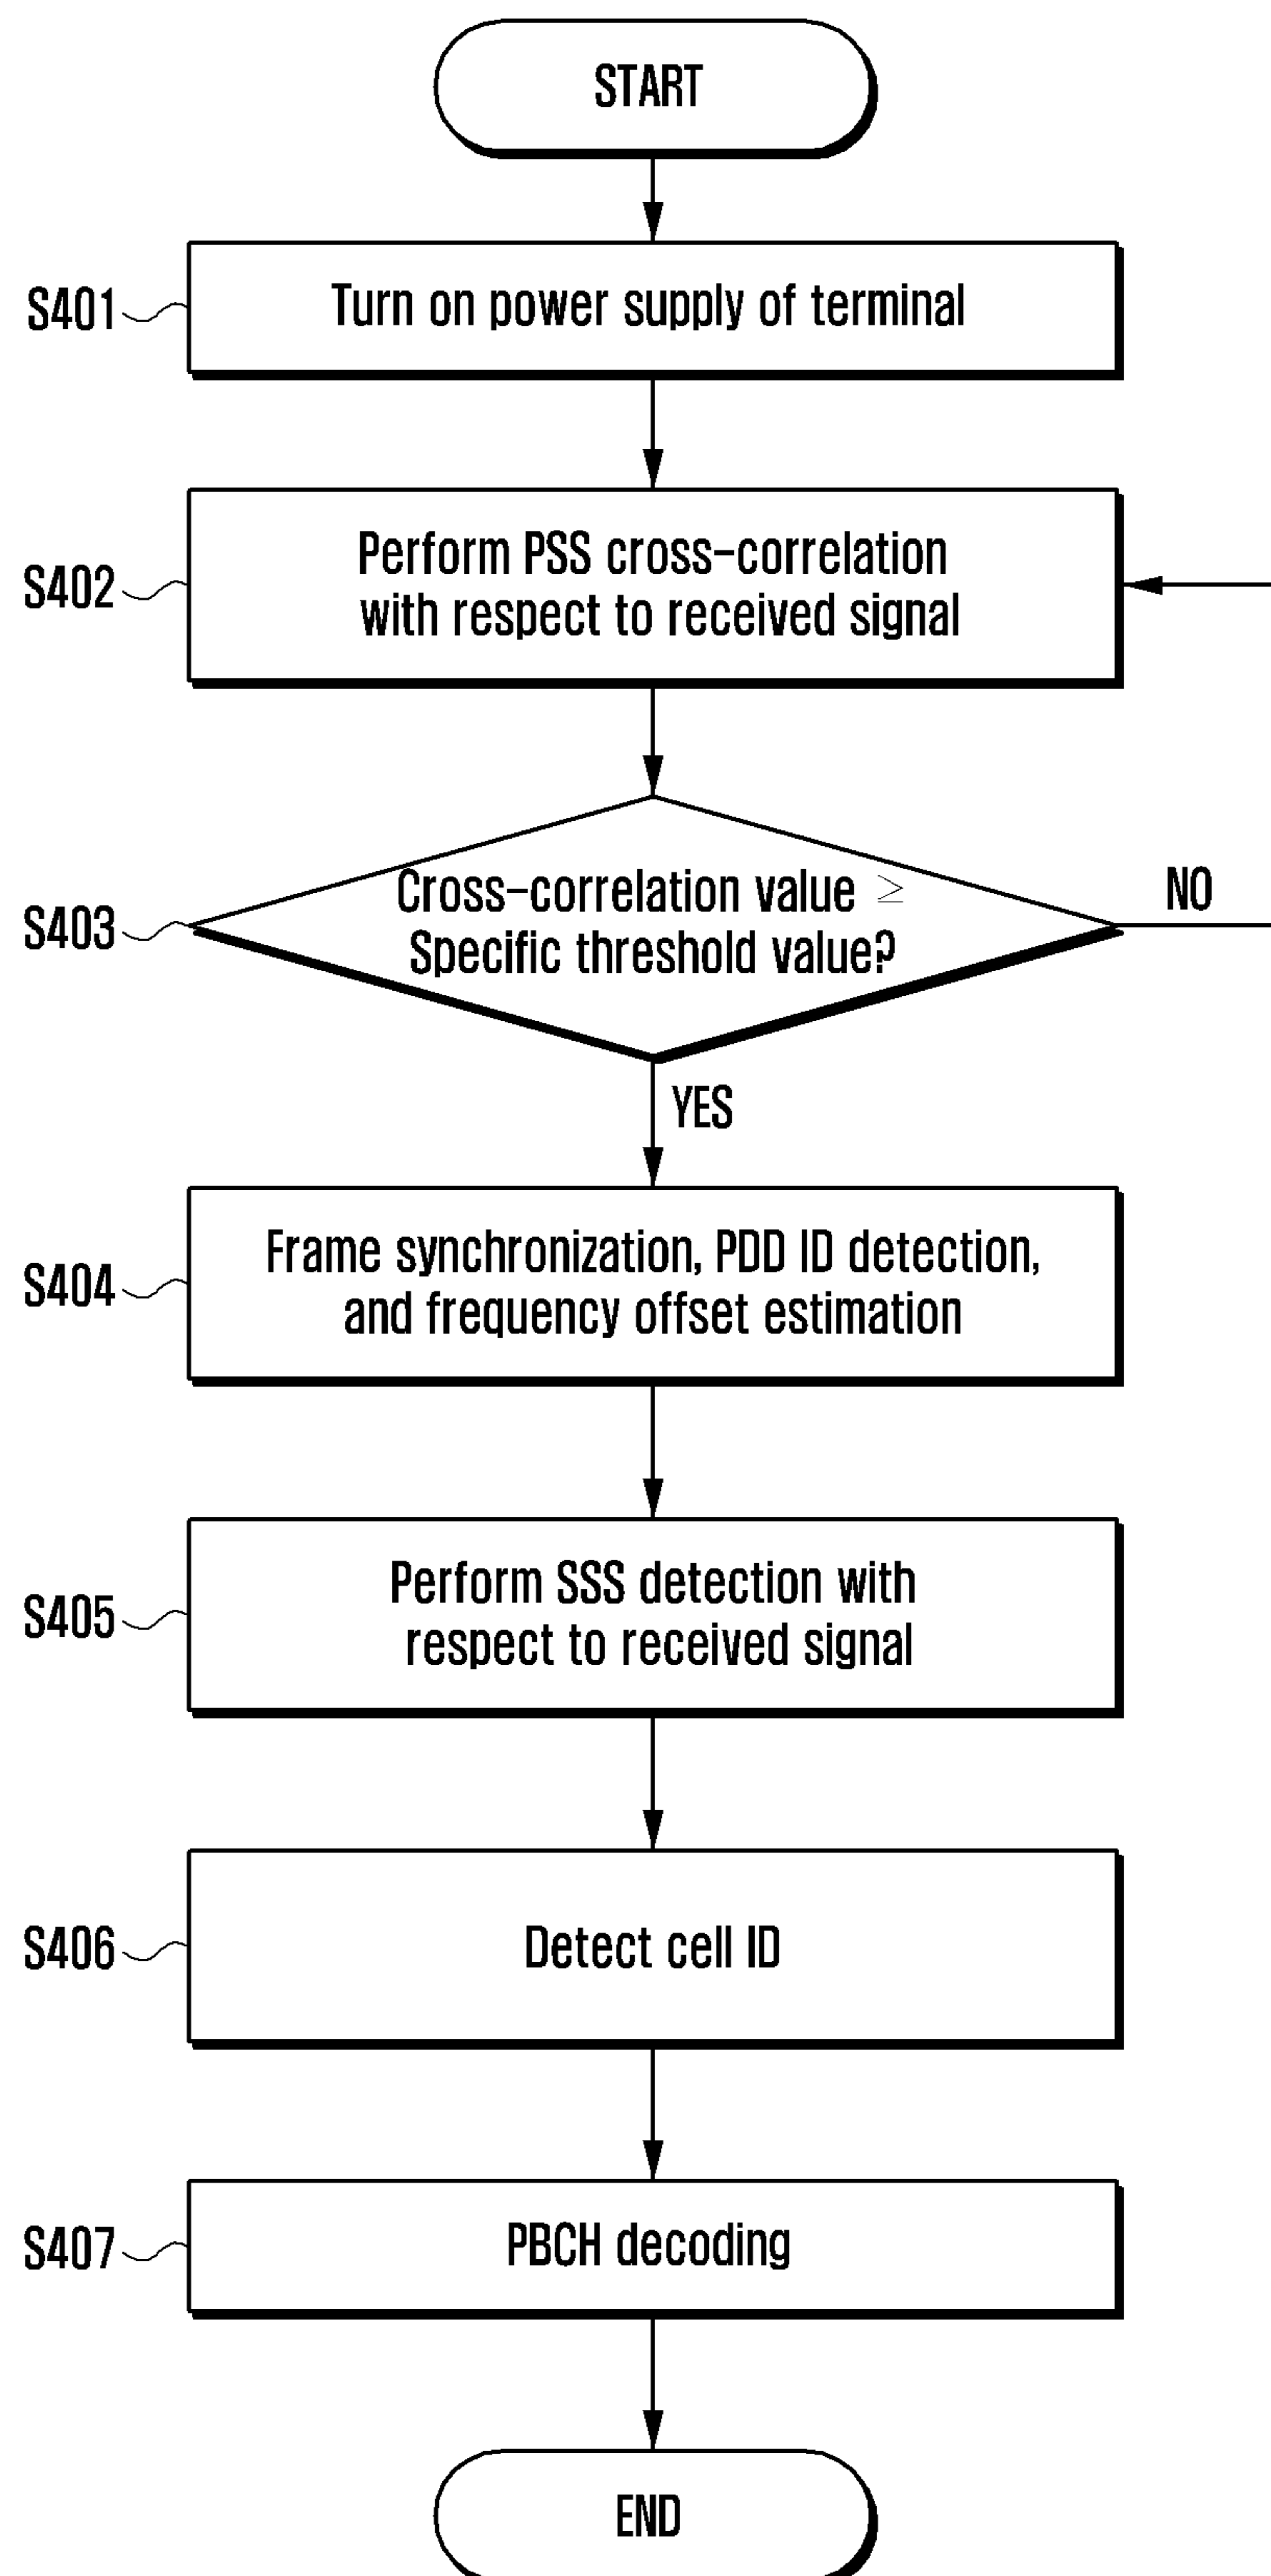 START
S401
Turn on power supply of terminal
S402
Perform PSS cross-correlation
with respect to received signal
S403
Cross-correlation value ≥
Specific threshold value?
NO
YES
S404
Frame synchronization, PDD ID detection,
and frequency offset estimation
S405
Perform SSS detection with
respect to received signal
S406
Detect cell ID
S407
PBCH decoding
END